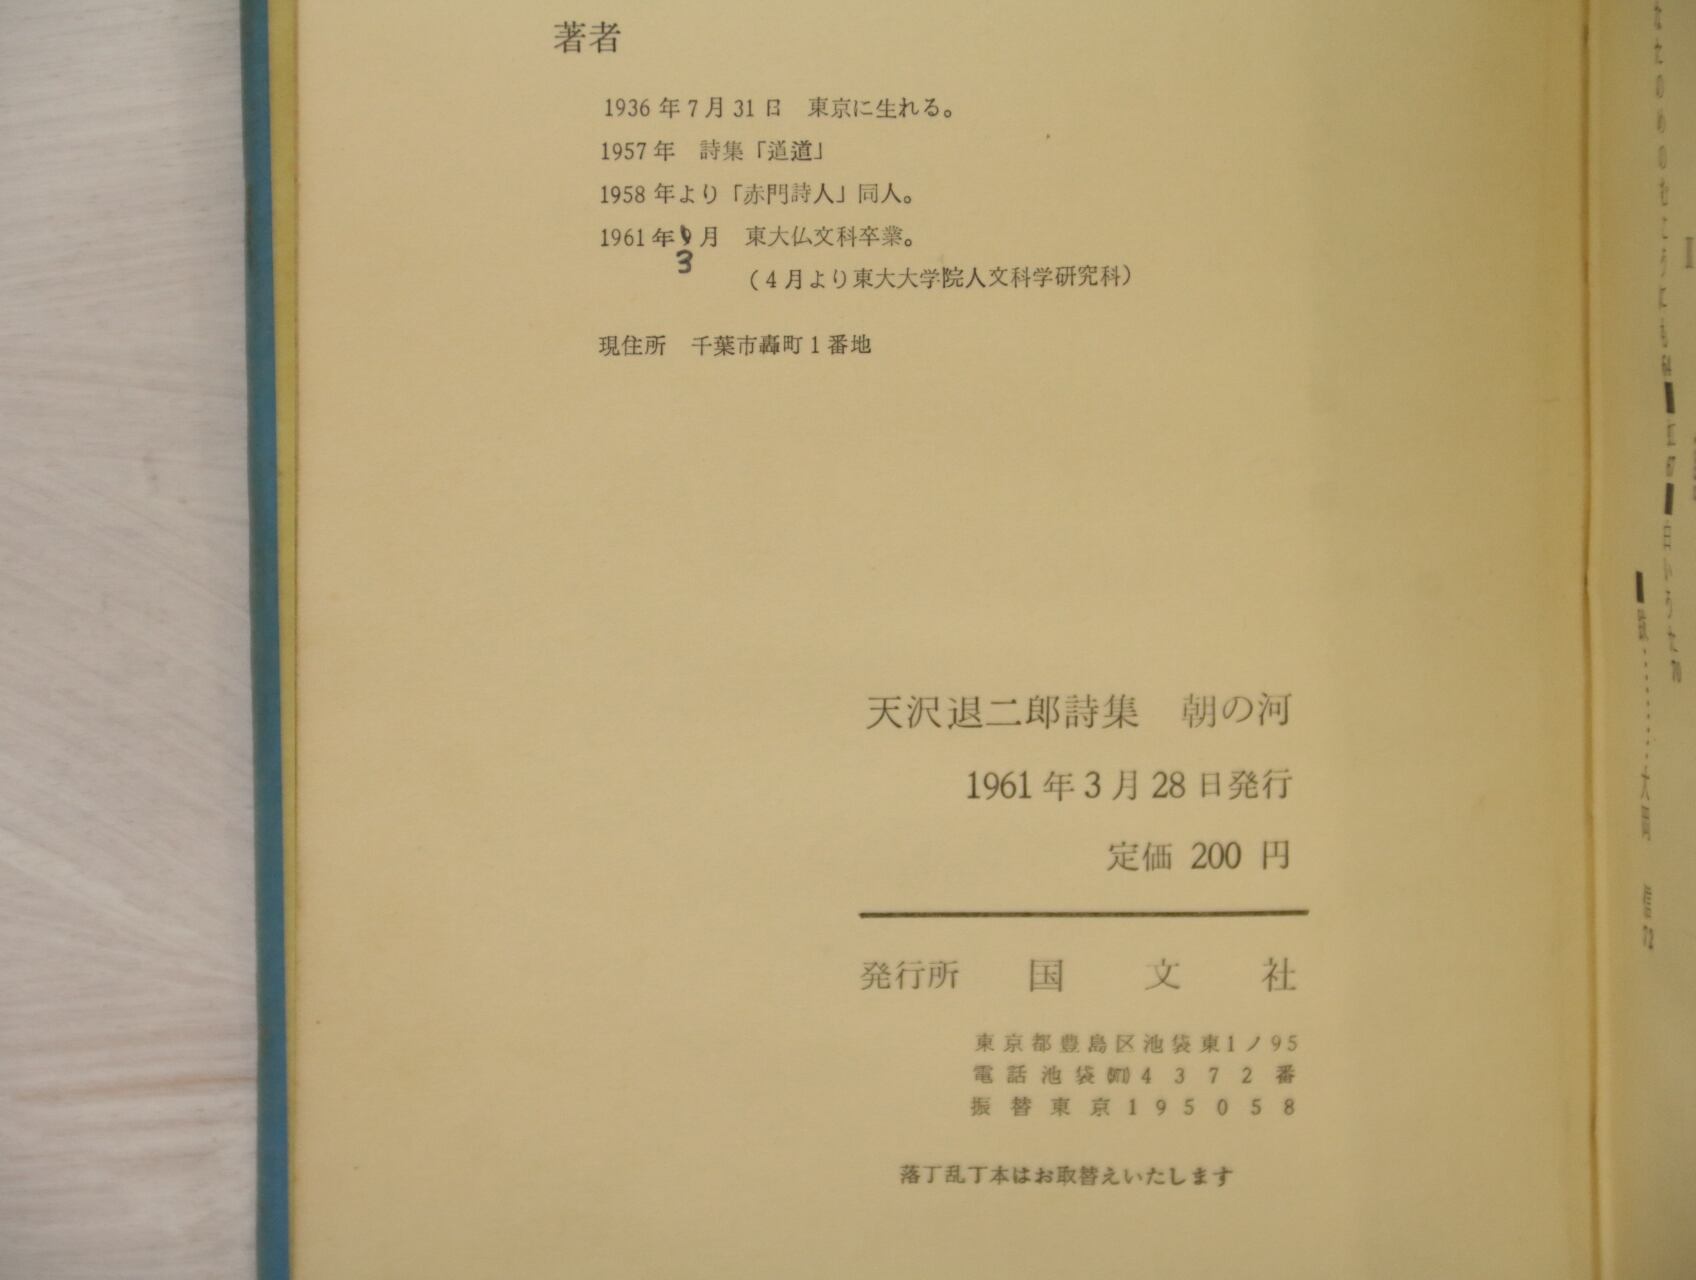 著者
1936年7月31日 東京に生れる。
1957年 詩集「道道」
1958年より「赤門詩人」同人。
1961年9月 東大仏文科卒業。
3
(4月より東大大学院人文科学研究科)
現住所 千葉市轟町1番地
天沢退二郎詩集 朝の河
1961年3月28日発行
定価 200 円
発行所 国文社
東京都豊島区池袋東1ノ95
電話池袋(971)4372番
振替東京195058
落丁乱丁本はお取替えいたします